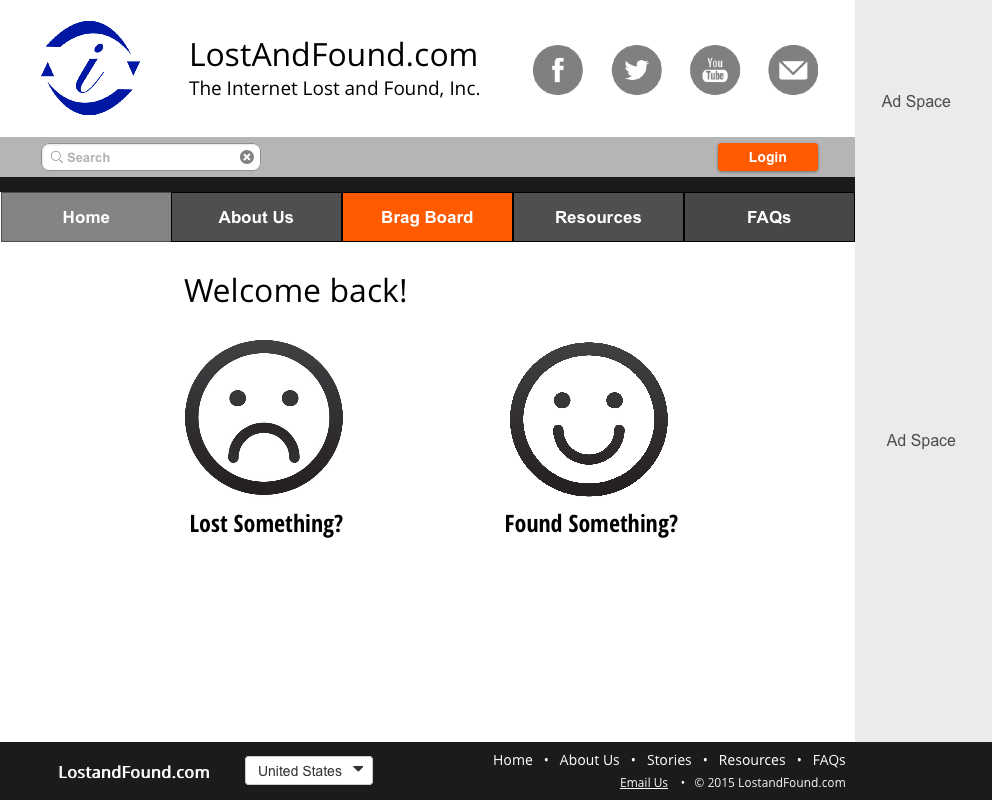 i
LostAndFound.com
The Internet Lost and Found, Inc.
f
You
Tube
Ad Space
Search
Login
Home
About Us
Brag Board
Resources
FAQs
Welcome back!
Ad Space
Lost Something?
Found Something?
LostandFound.com
United States
Home • About Us • Stories • Resources • FAQs
Email Us • © 2015 LostandFound.com